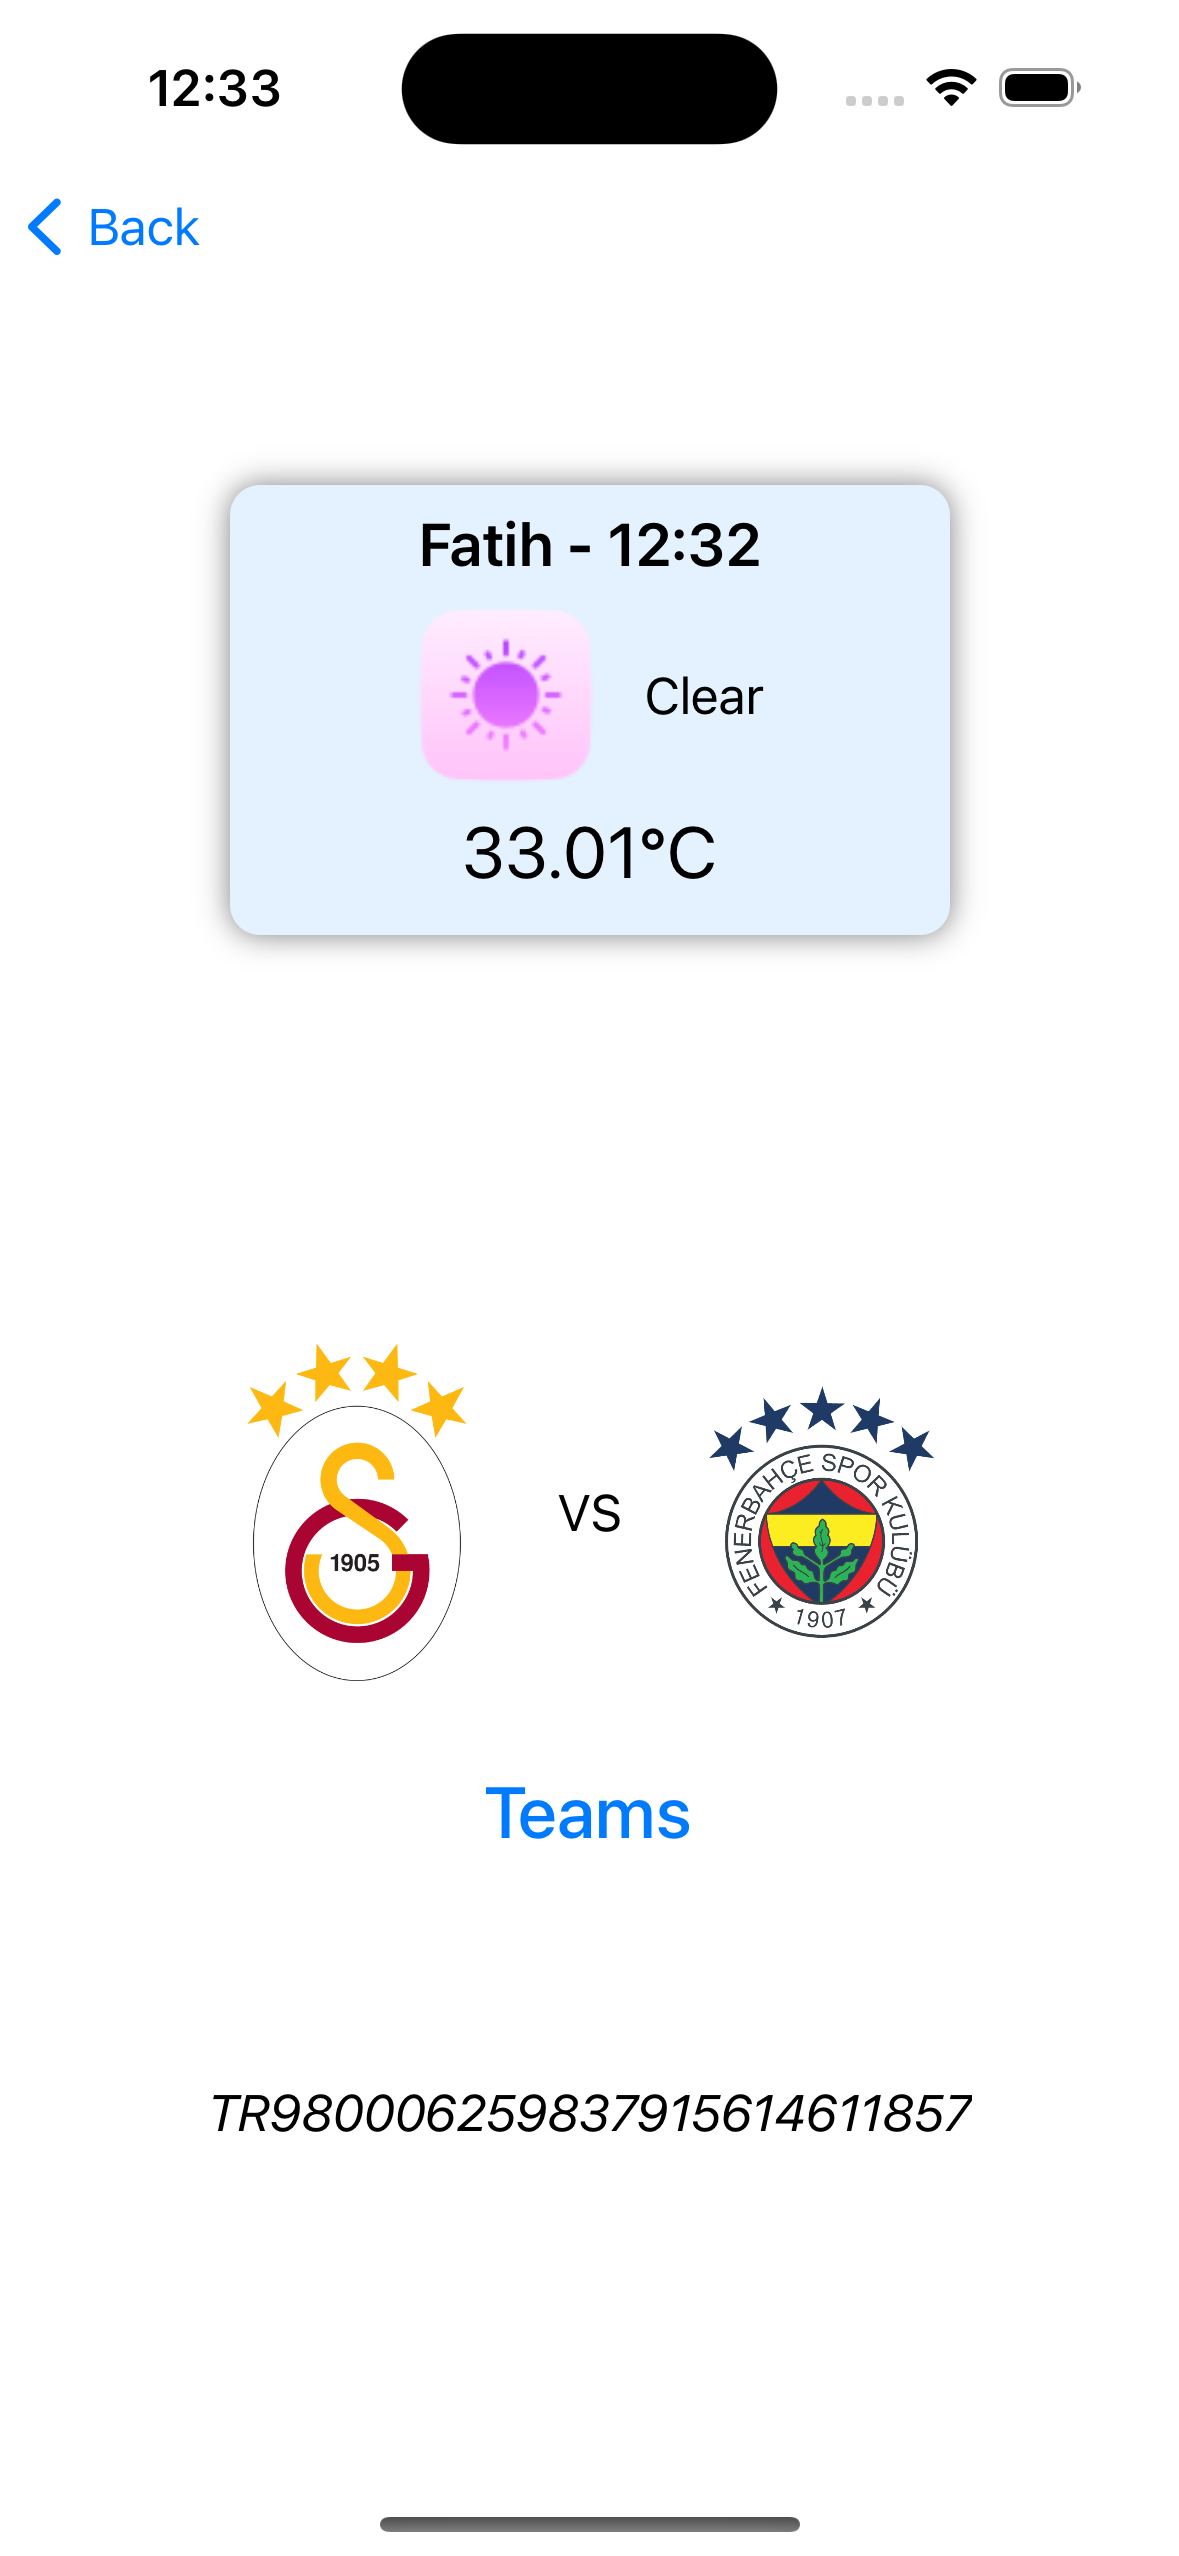 12:33
Back
Fatih - 12:32
Clear
33.01°C
1905
VS
FENERBAHÇE SPOR KULÜBÜ
1907
Teams
TR980006259837915614611857